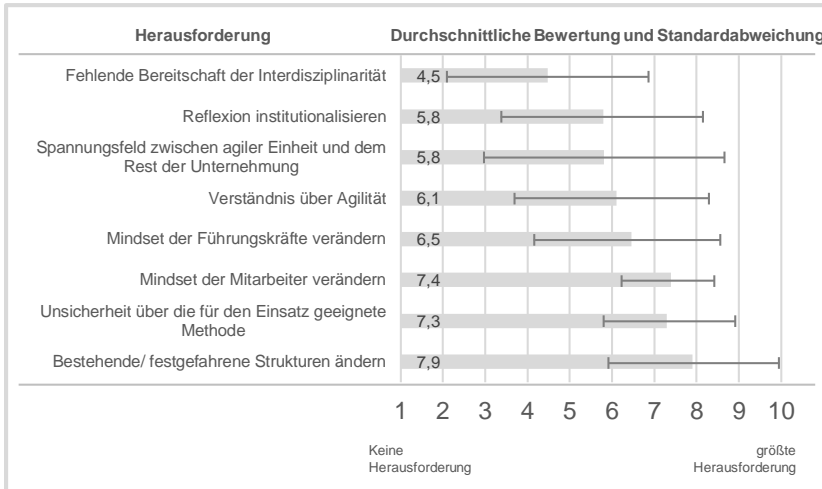 Herausforderung
Durchschnittliche Bewertung und Standardabweichung
Fehlende Bereitschaft der Interdisziplinarität
4,5
Reflexion institutionalisieren
5,8
Spannungsfeld zwischen agiler Einheit und dem
Rest der Unternehmung
5,8
Verständnis über Agilität
6,1
Mindset der Führungskräfte verändern
6,5
Mindset der Mitarbeiter verändern
7,4
Unsicherheit über die für den Einsatz geeignete
Methode
7,3
Bestehende/ festgefahrene Strukturen ändern
7,9
1 2 3 4 5 6 7 8 9 10
Keine
Herausforderung
größte
Herausforderung